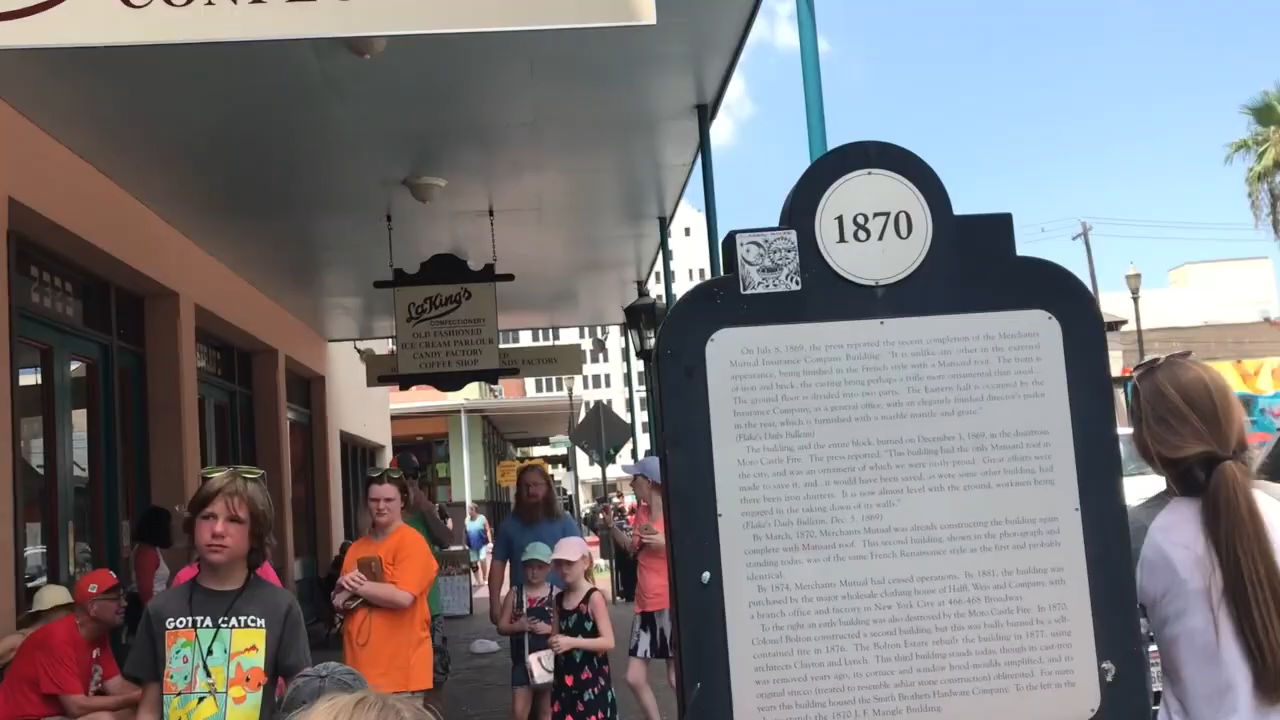 1870
LaKing's
CONFECTIONERY
OLD FASHIONED
ICE CREAM PARLOUR
CANDY FACTORY
COFFEE SHOP
NDY FACTORY
GOTTA CATCH
On July 8, 1869, the press reported the recent completion of the Merchants
Mutual Insurance Company Building: "It is unlike any other in the external
appearance, being finished in the French style with a Mansard roof. The front is
of iron and brick, the casting being perhaps a trifle more ornamental than usual...
The ground floor is divided into two parts. The Eastern half is occupied by the
Insurance Company, as a general office, with an elegantly finished director's parlor
in the rear, which is furnished with a marble mantle and grate."
(Flake's Daily Bulletin)
The building, and the entire block, burned on December 3, 1869, in the disastrous
Moto Castle Fire. The press reported, "This building had the only Mansard roof in
the city, and was an ornament of which we were justly proud. Great efforts were
made to save it, and...it would have been saved, as were some other building, had
there been iron shutters. It is now almost level with the ground, workmen being
engaged in the taking down of its walls."
(Flake's Daily Bulletin, Dec. 5, 1869)
By March, 1870, Merchants Mutual was already constructing the building again
complete with Mansard roof. This second building, shown in the photograph and
standing today, was of the same French Renaissance style as the first and probably
identical.
By 1874, Merchants Mutual had ceased operations. By 1881, the building was
purchased by the major wholesale clothing house of Halff, Weis and Company, with
a branch office and factory in New York City at 466-468 Broadway.
To the right an early building was also destroyed by the Moto Castle Fire. In 1870,
Colonel Bolton constructed a second building, but this was badly burned by a self-
contained fire in 1876. The Bolton Estate rebuilt the building in 1877, using
architects Clayton and Lynch. This third building stands today, though its cast-iron
was removed years ago, its cornice and window hood-moulds simplified, and its
original stucco (treated to resemble ashlar stone construction) obliterated. For many
years this building housed the Smith Brothers Hardware Company. To the left in the
the 1870 J. F. Mangle Building.